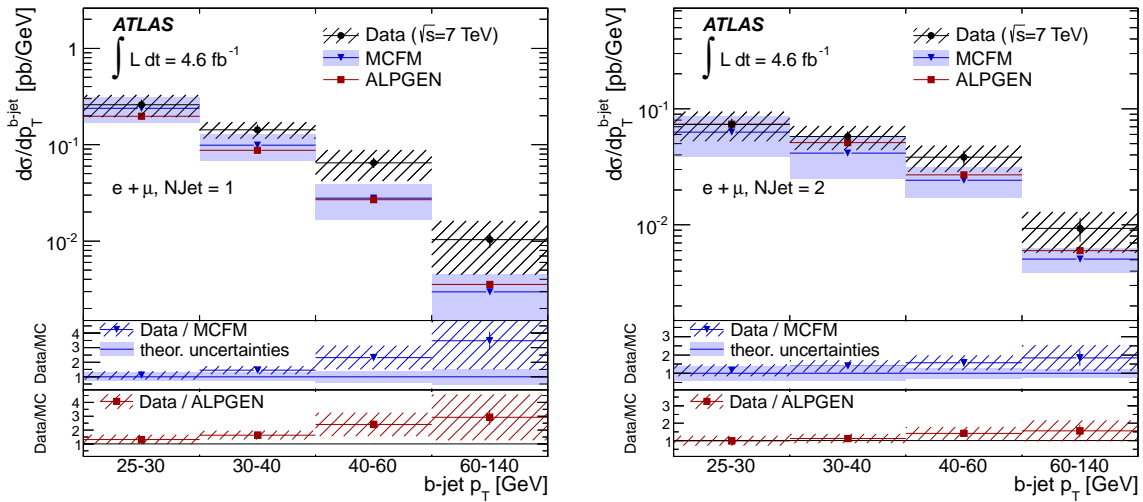 ATLAS
∫ L dt = 4.6 fb⁻¹
Data (√s=7 TeV)
MCFM
ALPGEN
e + μ, NJet = 1
dσ/dp_T^{b-jet} [pb/GeV]
1
10⁻¹
10⁻²
Data / MCFM
theor. uncertainties
Data/MC
4
3
2
1
Data / ALPGEN
Data/MC
4
3
2
1
25-30 30-40 40-60 60-140
b-jet p_T [GeV]
ATLAS
∫ L dt = 4.6 fb⁻¹
Data (√s=7 TeV)
MCFM
ALPGEN
e + μ, NJet = 2
dσ/dp_T^{b-jet} [pb/GeV]
10⁻¹
10⁻²
Data / MCFM
theor. uncertainties
Data/MC
3
2
1
Data / ALPGEN
Data/MC
3
2
1
25-30 30-40 40-60 60-140
b-jet p_T [GeV]